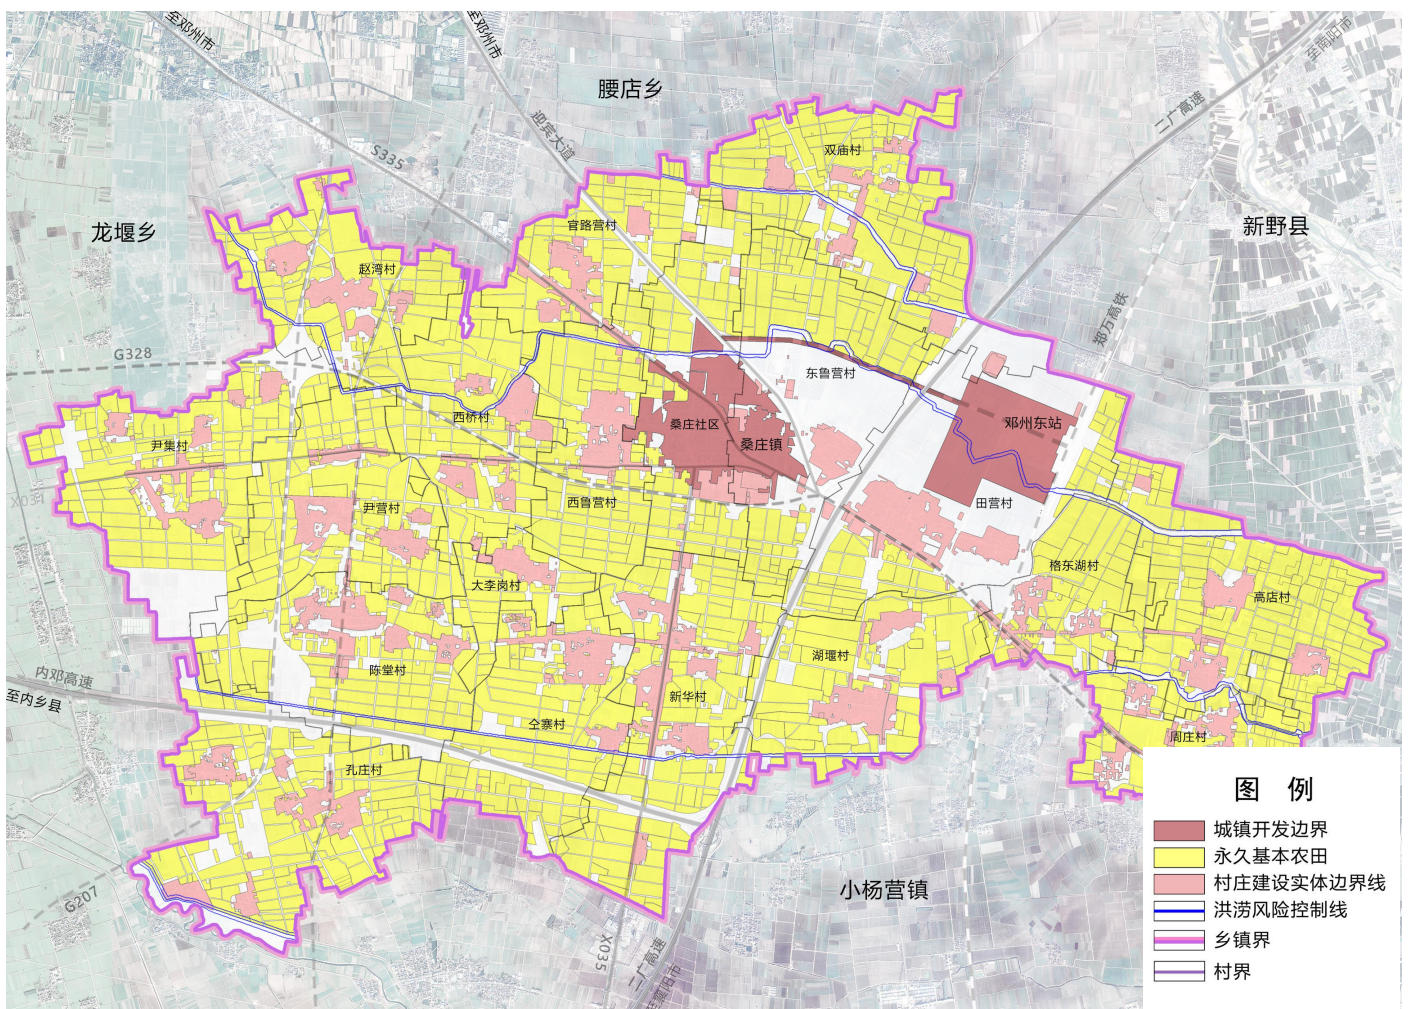 至邓州市
至邓州市
至南阳市
腰店乡
二广高速
迎宾大道
S335
双庙村
龙堰乡
官路营村
新野县
赵湾村
郑万高铁
G328
东鲁营村
西桥村
桑庄社区
邓州东站
桑庄镇
尹集村
X031
尹营村
西鲁营村
田营村
格东湖村
大李岗村
高店村
湖堰村
陈堂村
内邓高速
至内乡县
新华村
仝寨村
周庄村
孔庄村
G207
小杨营镇
X035
二广高速
至襄阳市
图 例
城镇开发边界
永久基本农田
村庄建设实体边界线
洪涝风险控制线
乡镇界
村界